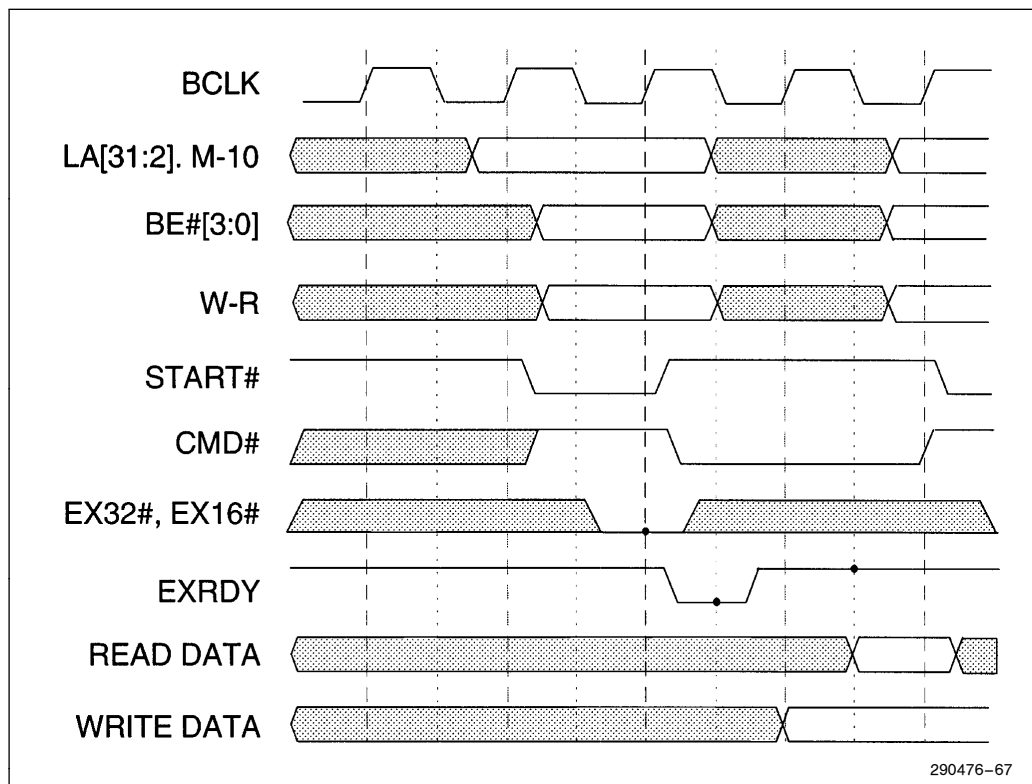 BCLK
LA[31:2]. M-10
BE#[3:0]
W-R
START#
CMD#
EX32#, EX16#
EXRDY
READ DATA
WRITE DATA
290476-67